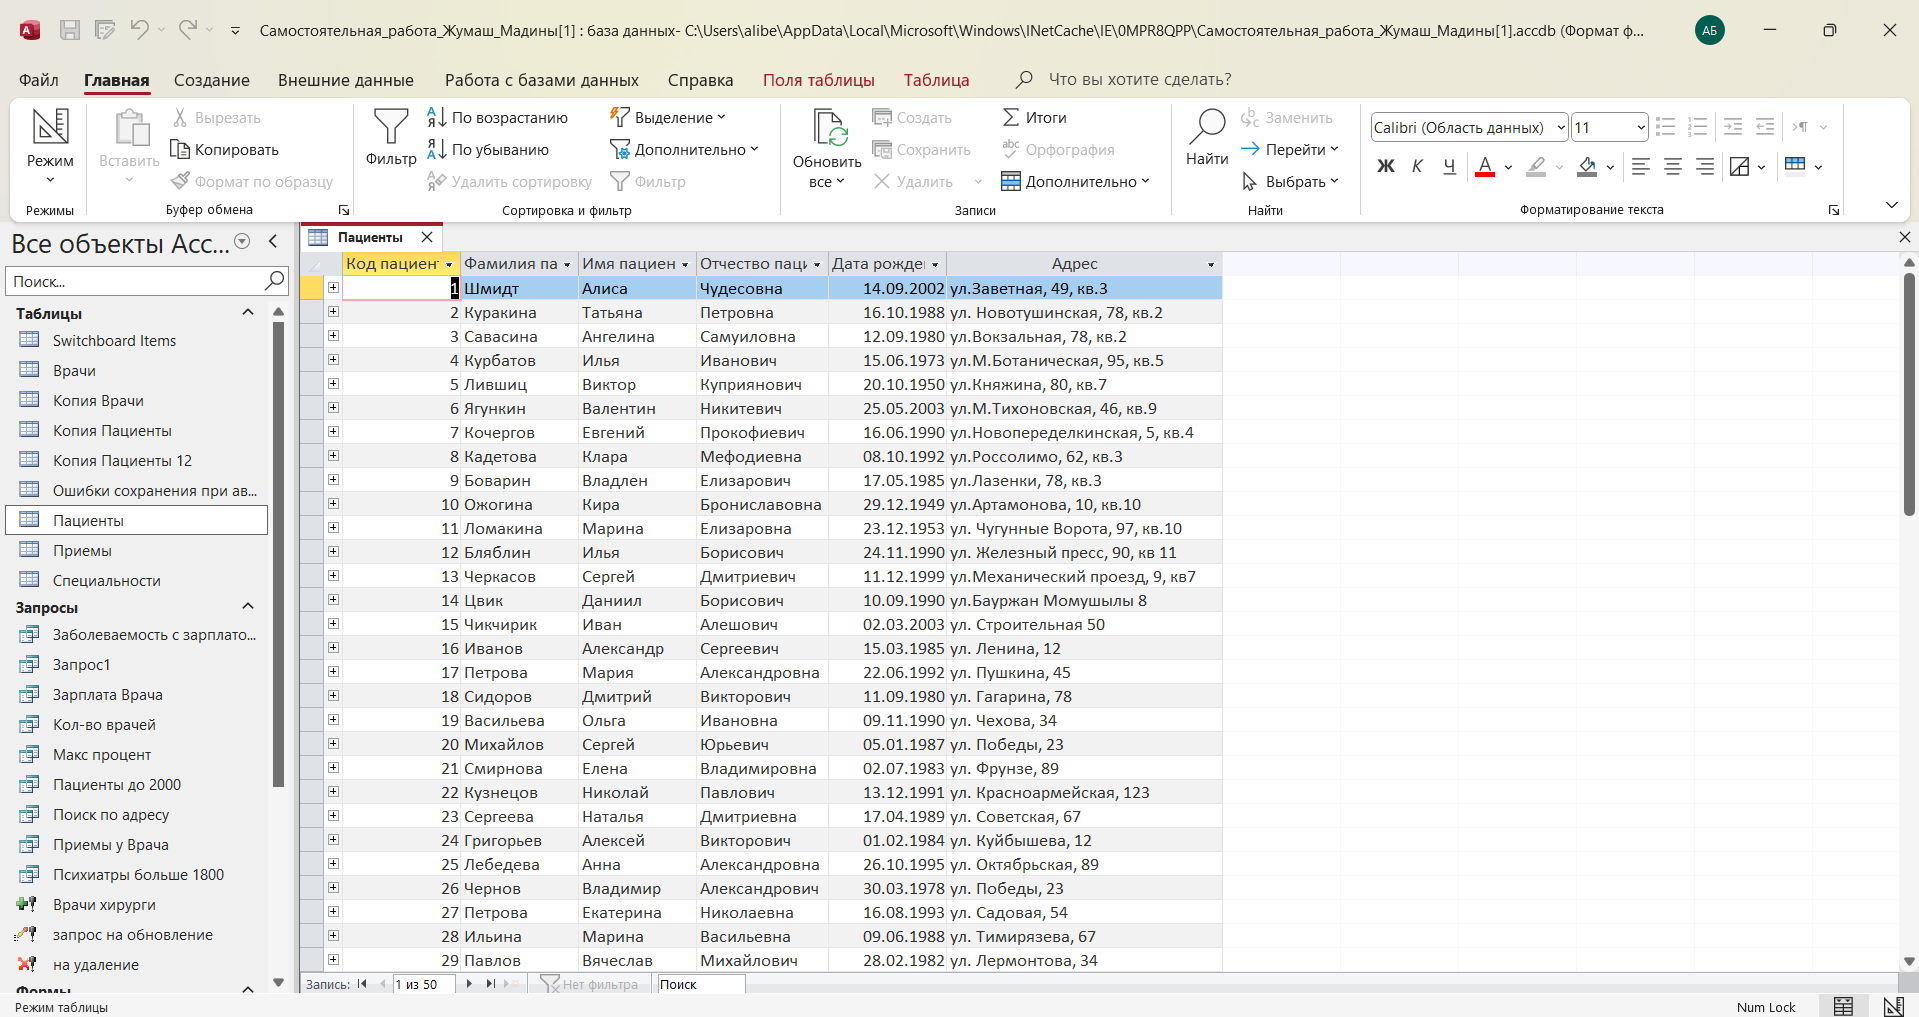 Самостоятельная_работа_Жумаш_Мадины[1] : база данных- C:\Users\alibe\AppData\Local\Microsoft\Windows\INetCache\IE\0MPR8QPP\Самостоятельная_работа_Жумаш_Мадины[1].accdb (Формат ф...
АБ
Файл Главная Создание Внешние данные Работа с базами данных Справка Поля таблицы Таблица Что вы хотите сделать?
Режим
Режимы
Вставить
Вырезать
Копировать
Формат по образцу
Буфер обмена
Фильтр
По возрастанию
По убыванию
Удалить сортировку
Выделение
Дополнительно
Фильтр
Сортировка и фильтр
Обновить
все
Создать
Сохранить
Удалить
Итоги
Орфография
Дополнительно
Записи
Найти
Заменить
Перейти
Выбрать
Найти
Calibri (Область данных) 11
Ж К Ч
Форматирование текста
Все объекты Acc...
Поиск...
Таблицы
Switchboard Items
Врачи
Копия Врачи
Копия Пациенты
Копия Пациенты 12
Ошибки сохранения при ав...
Пациенты
Приемы
Специальности
Запросы
Заболеваемость с зарплато...
Запрос1
Зарплата Врача
Кол-во врачей
Макс процент
Пациенты до 2000
Поиск по адресу
Приемы у Врача
Психиатры больше 1800
Врачи хирурги
запрос на обновление
на удаление
Формы
Пациенты
Код пациент Фамилия па Имя пациен Отчество паци Дата рожде Адрес
1 Шмидт Алиса Чудесовна 14.09.2002 ул.Заветная, 49, кв.3
2 Куракина Татьяна Петровна 16.10.1988 ул. Новотушинская, 78, кв.2
3 Савасина Ангелина Самуиловна 12.09.1980 ул.Вокзальная, 78, кв.2
4 Курбатов Илья Иванович 15.06.1973 ул.М.Ботаническая, 95, кв.5
5 Лившиц Виктор Куприянович 20.10.1950 ул.Княжина, 80, кв.7
6 Ягункин Валентин Никитевич 25.05.2003 ул.М.Тихоновская, 46, кв.9
7 Кочергов Евгений Прокофиевич 16.06.1990 ул.Новопеределкинская, 5, кв.4
8 Кадетова Клара Мефодиевна 08.10.1992 ул.Россолимо, 62, кв.3
9 Боварин Владлен Елизарович 17.05.1985 ул.Лазенки, 78, кв.3
10 Ожогина Кира Брониславовна 29.12.1949 ул.Артамонова, 10, кв.10
11 Ломакина Марина Елизаровна 23.12.1953 ул. Чугунные Ворота, 97, кв.10
12 Бляблин Илья Борисович 24.11.1990 ул. Железный пресс, 90, кв 11
13 Черкасов Сергей Дмитриевич 11.12.1999 ул.Механический проезд, 9, кв7
14 Цвик Даниил Борисович 10.09.1990 ул.Бауржан Момушылы 8
15 Чикчирик Иван Алешович 02.03.2003 ул. Строительная 50
16 Иванов Александр Сергеевич 15.03.1985 ул. Ленина, 12
17 Петрова Мария Александровна 22.06.1992 ул. Пушкина, 45
18 Сидоров Дмитрий Викторович 11.09.1980 ул. Гагарина, 78
19 Васильева Ольга Ивановна 09.11.1990 ул. Чехова, 34
20 Михайлов Сергей Юрьевич 05.01.1987 ул. Победы, 23
21 Смирнова Елена Владимировна 02.07.1983 ул. Фрунзе, 89
22 Кузнецов Николай Павлович 13.12.1991 ул. Красноармейская, 123
23 Сергеева Наталья Дмитриевна 17.04.1989 ул. Советская, 67
24 Григорьев Алексей Викторович 01.02.1984 ул. Куйбышева, 12
25 Лебедева Анна Александровна 26.10.1995 ул. Октябрьская, 89
26 Чернов Владимир Александрович 30.03.1978 ул. Победы, 23
27 Петрова Екатерина Николаевна 16.08.1993 ул. Садовая, 54
28 Ильина Марина Васильевна 09.06.1988 ул. Тимирязева, 67
29 Павлов Вячеслав Михайлович 28.02.1982 ул. Лермонтова, 34
Запись: 1 из 50 Нет фильтра Поиск
Режим таблицы Num Lock